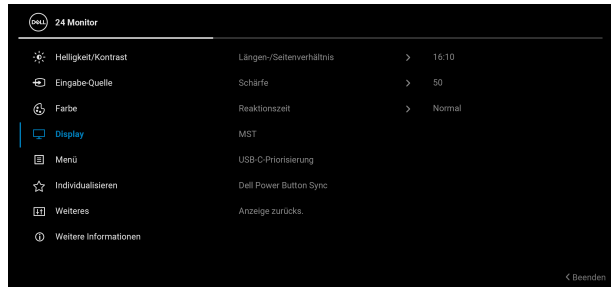 DELL 24 Monitor
Helligkeit/Kontrast Längen-/Seitenverhältnis > 16:10
Eingabe-Quelle Schärfe > 50
Farbe Reaktionszeit > Normal
Display MST
Menü USB-C-Priorisierung
Individualisieren Dell Power Button Sync
Weiteres Anzeige zurücks.
Weitere Informationen
< Beenden